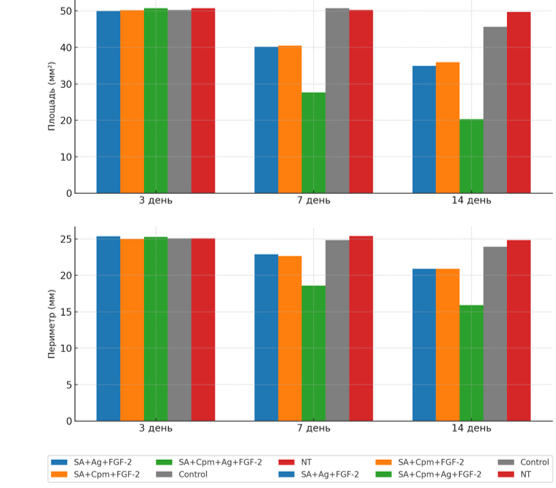 Площадь (мм²)
50
40
30
20
10
0
3 день 7 день 14 день
Периметр (мм)
25
20
15
10
5
0
3 день 7 день 14 день
SA+Ag+FGF-2 SA+Cpm+Ag+FGF-2 NT SA+Cpm+FGF-2 Control
SA+Cpm+FGF-2 Control SA+Ag+FGF-2 SA+Cpm+Ag+FGF-2 NT